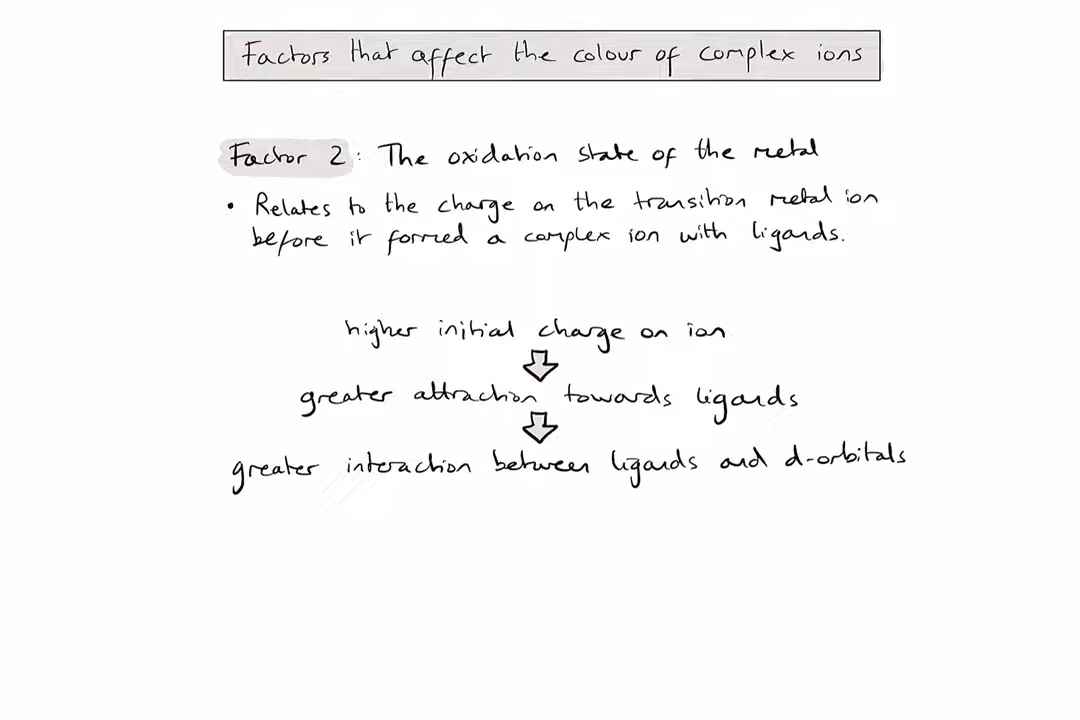 Factors that affect the colour of complex ions
Factor 2: The oxidation state of the metal
• Relates to the charge on the transition metal ion
before it formed a complex ion with ligands.
higher initial charge on ion
greater attraction towards ligands
greater interaction between ligands and d-orbitals